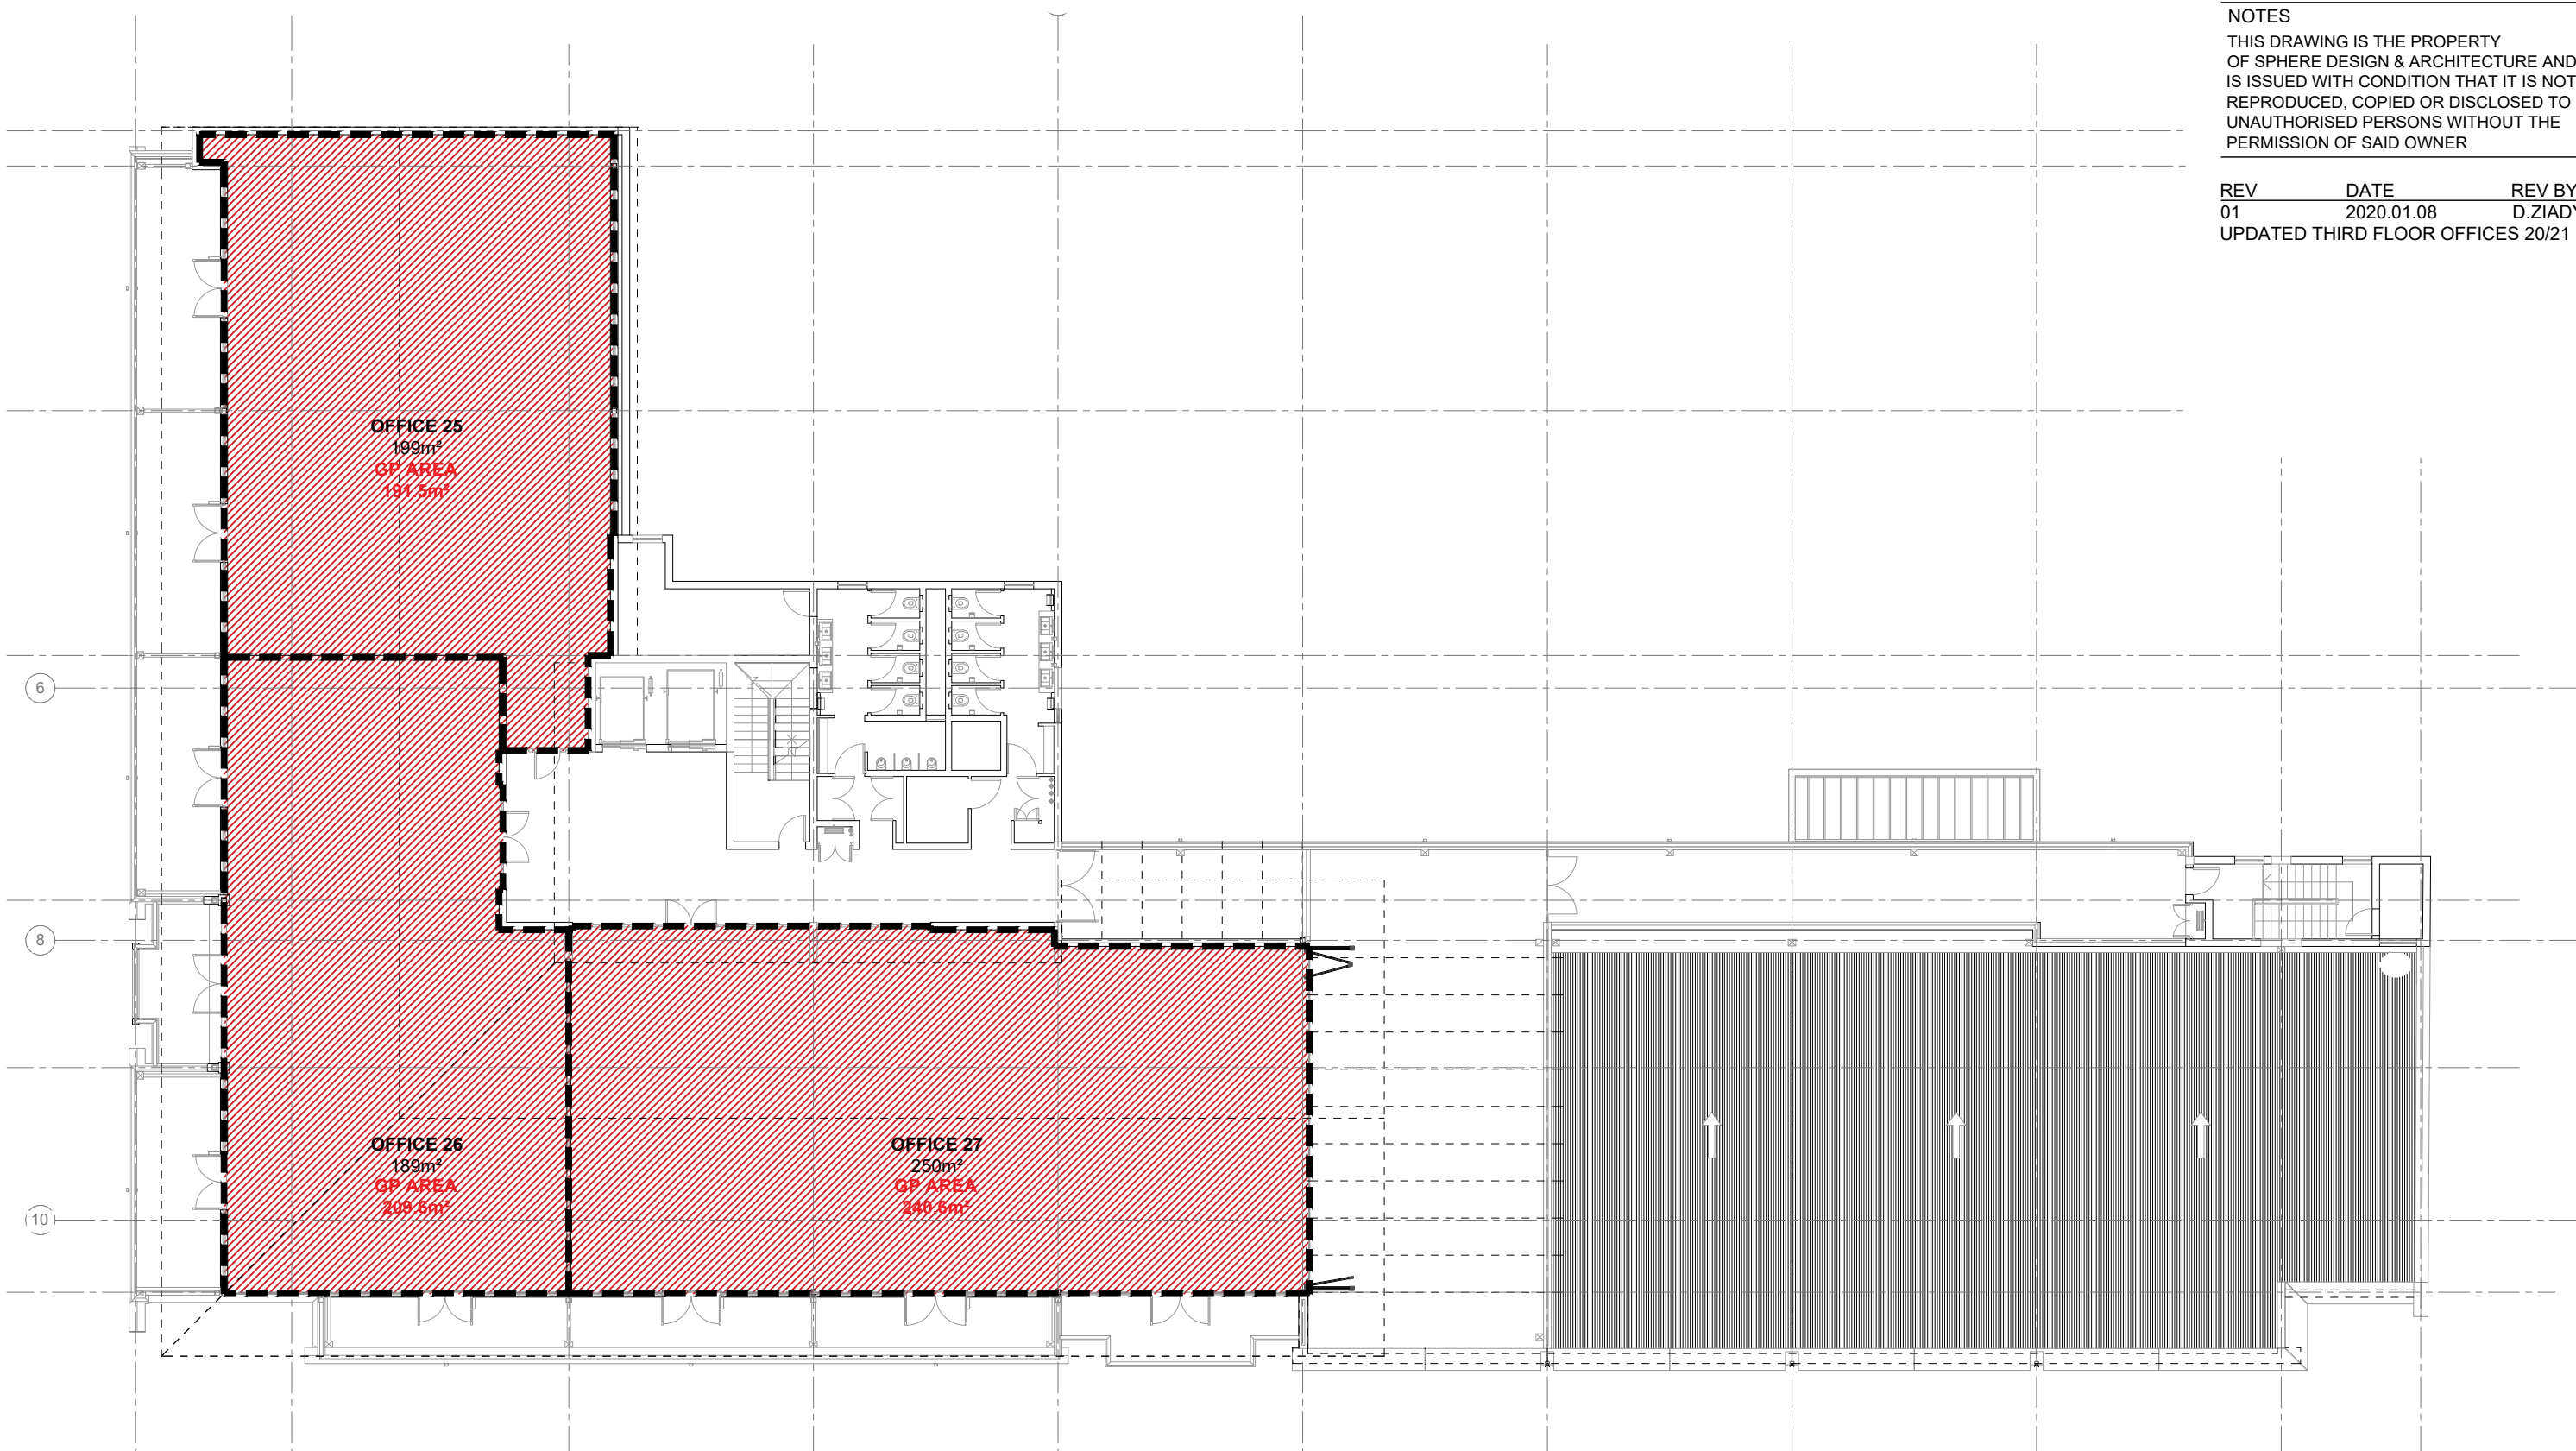 NOTES
THIS DRAWING IS THE PROPERTY
OF SPHERE DESIGN & ARCHITECTURE AND
IS ISSUED WITH CONDITION THAT IT IS NOT
REPRODUCED, COPIED OR DISCLOSED TO
UNAUTHORISED PERSONS WITHOUT THE
PERMISSION OF SAID OWNER
REV DATE REV BY
01 2020.01.08 D.ZIADY
UPDATED THIRD FLOOR OFFICES 20/21
OFFICE 25
199m²
GP AREA
191.5m²
6
8
OFFICE 26
189m²
GP AREA
209.6m²
OFFICE 27
250m²
GP AREA
240.6m²
10